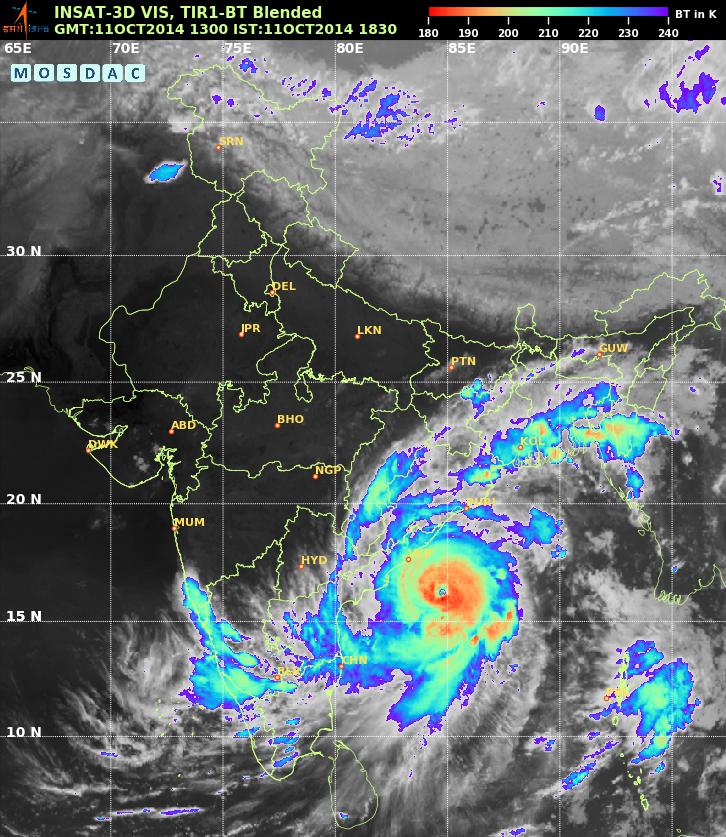 INSAT-3D VIS, TIR1-BT Blended
GMT:11OCT2014 1300 IST:11OCT2014 1830
BT in K
180 190 200 210 220 230 240
65E 70E 75E 80E 85E 90E
MOSDAC
SRN
30 N
DEL
JPR
LKN
GUW
PTN
25 N
ABD
BHO
KOL
DWK
NGP
20 N
PURI
MUM
HYD
15 N
CHN
10 N